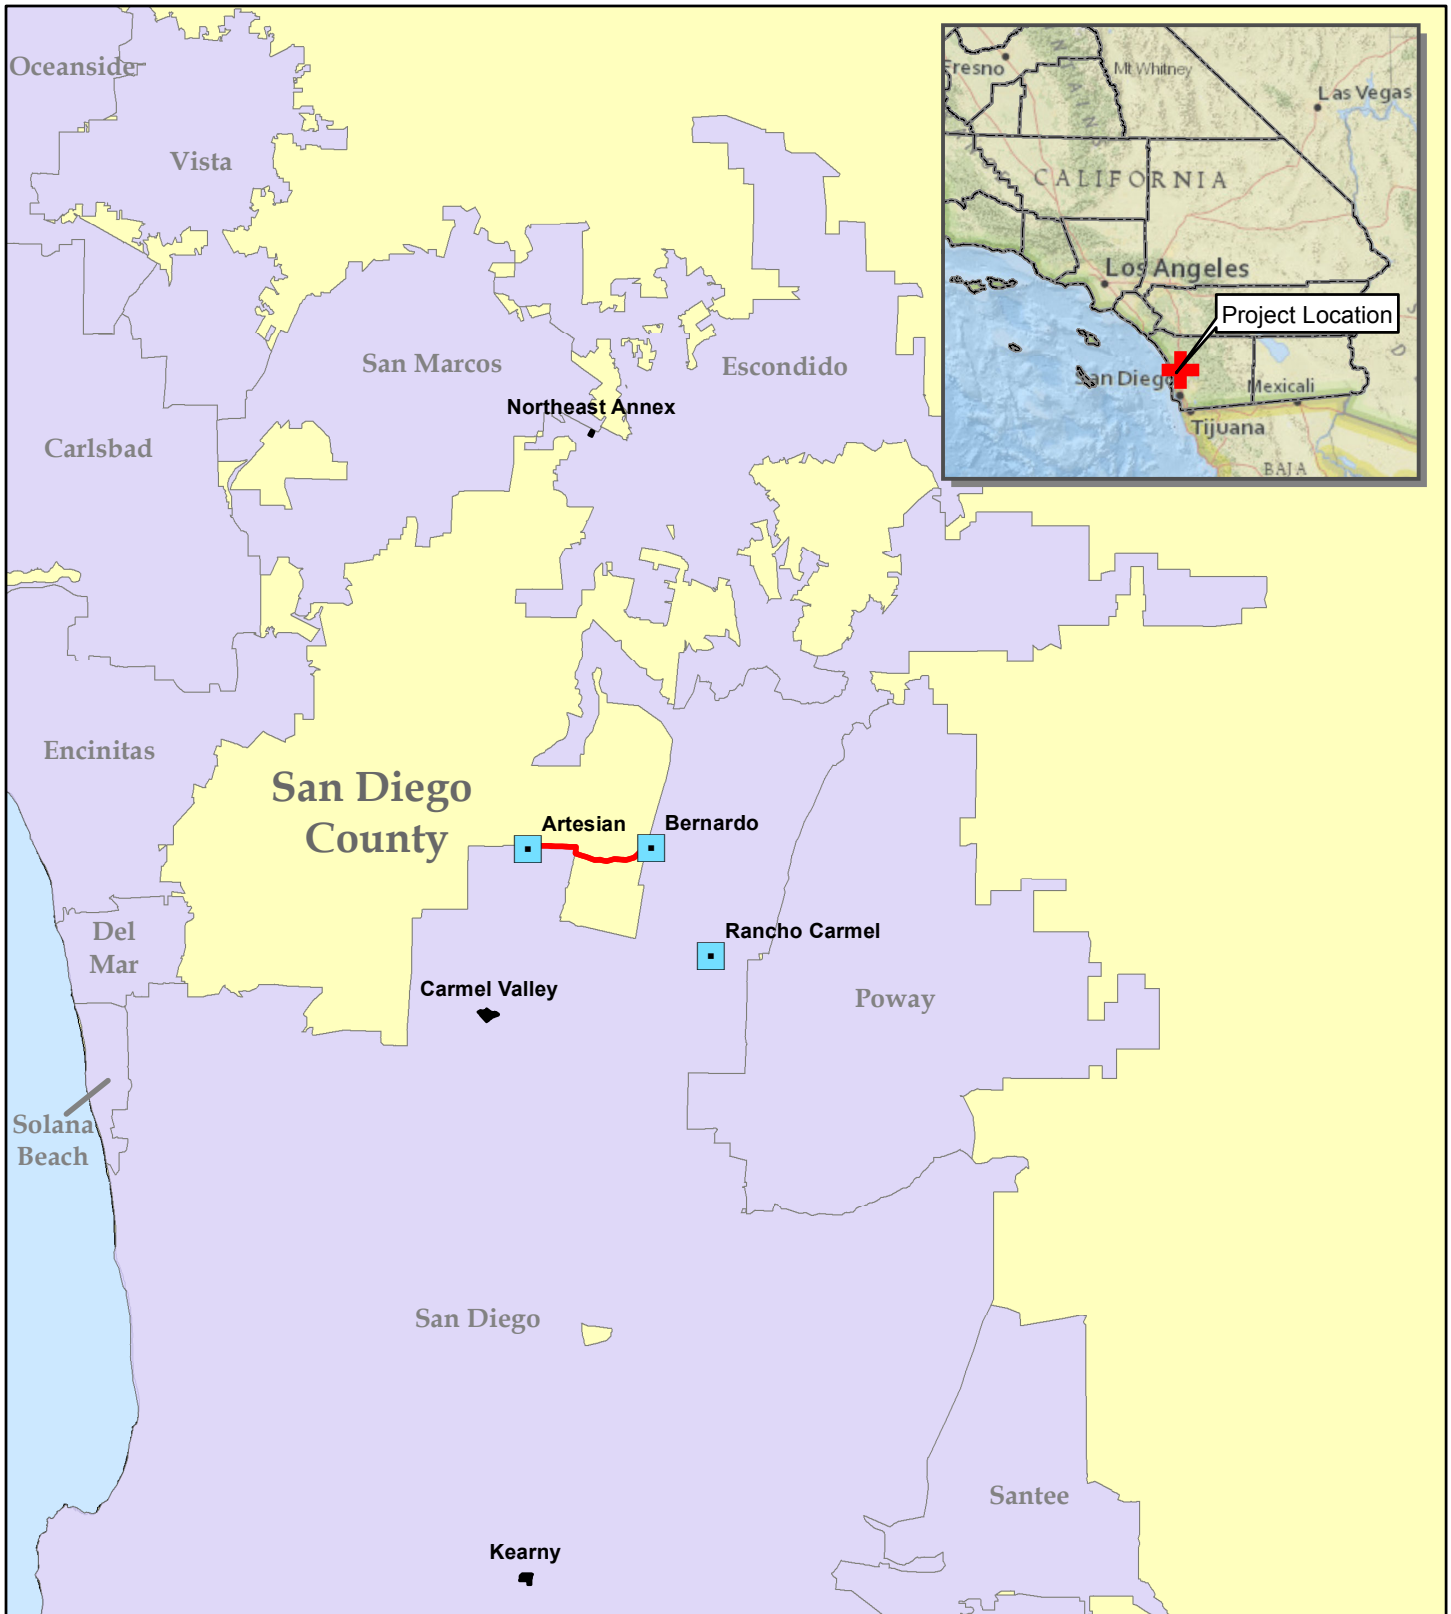 Oceanside
Vista
San Marcos
Escondido
Northeast Annex
Carlsbad
Encinitas
San Diego
County
Artesian
Bernardo
Del
Mar
Rancho Carmel
Carmel Valley
Poway
Solana
Beach
San Diego
Santee
Kearny
Fresno
Mt Whitney
Las Vegas
CALIFORNIA
Los Angeles
Project Location
San Diego
Mexicali
Tijuana
BAJA